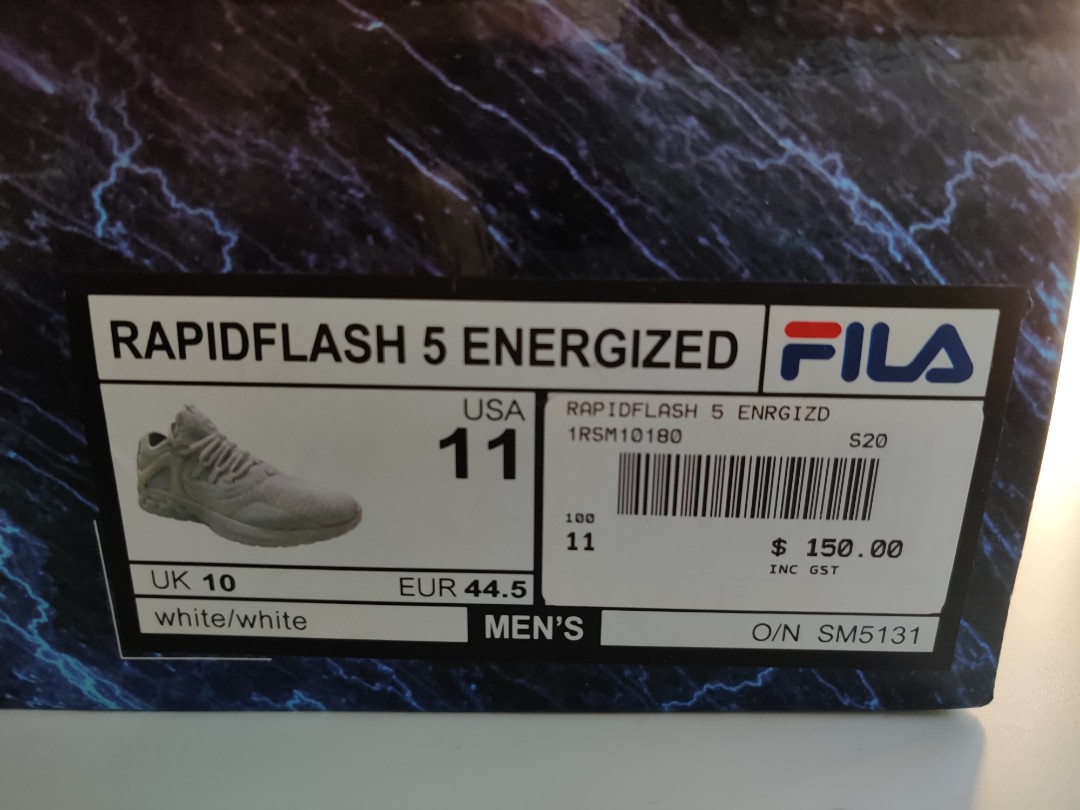 RAPIDFLASH 5 ENERGIZED
FILA
USA
11
UK 10
EUR 44.5
white/white
MEN'S
RAPIDFLASH 5 ENRGIZD
1RSM10180
S20
100
11
$ 150.00
INC GST
O/N SM5131